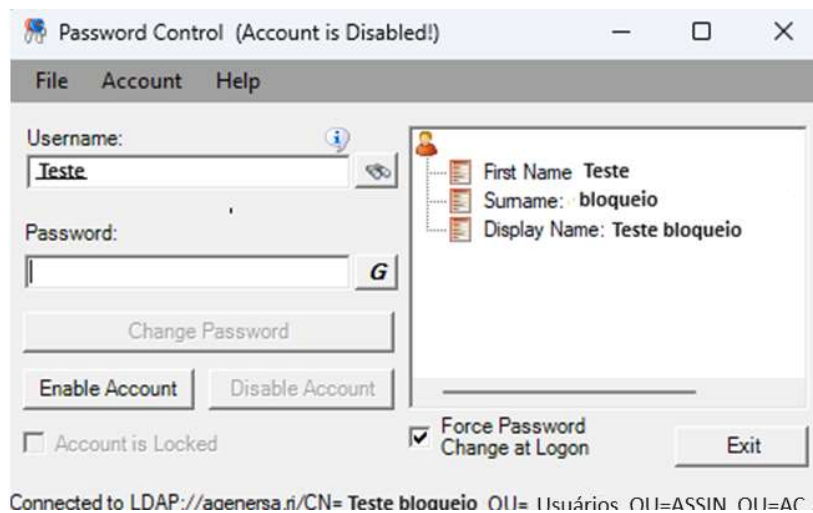 Password Control (Account is Disabled!)
File Account Help
Username:
Teste
Password:
G
Change Password
Enable Account Disable Account
Account is Locked
First Name Teste
Surname: bloqueio
Display Name: Teste bloqueio
Force Password
Change at Logon
Exit
Connected to LDAP://agenersa.rj/CN= Teste bloqueio OU= Usuários OU=ASSIN OU=AC